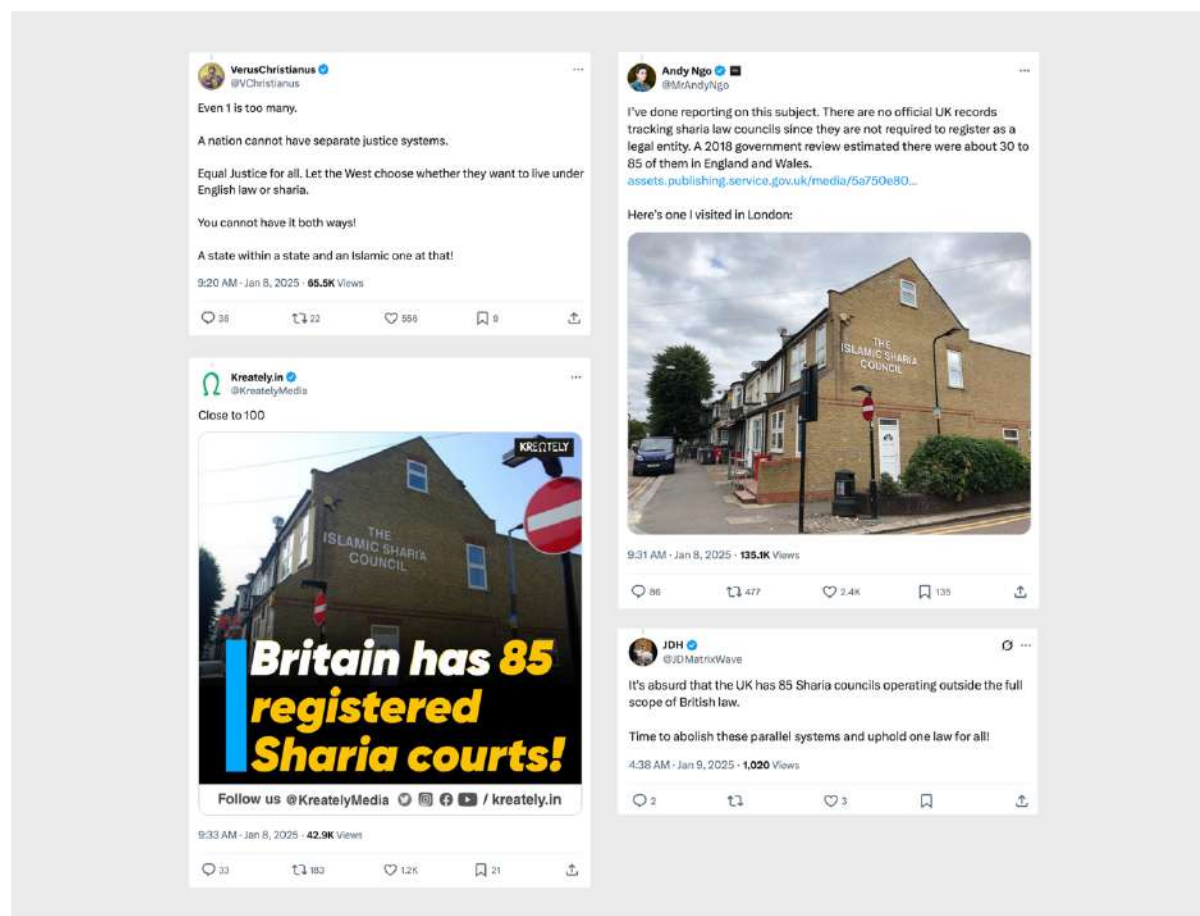 VerusChristianus
@VChristianus
Even 1 is too many.
A nation cannot have separate justice systems.
Equal Justice for all. Let the West choose whether they want to live under
English law or sharia.
You cannot have it both ways!
A state within a state and an Islamic one at that!
9:20 AM · Jan 8, 2025 · 65.5K Views
38 22 556 9
Kreately.in
@KreatelyMedia
Close to 100
KREΩTELY
THE
ISLAMIC SHARI'A
COUNCIL
Britain has 85
registered
Sharia courts!
Follow us @KreatelyMedia / kreately.in
9:33 AM · Jan 8, 2025 · 42.9K Views
33 183 1.2K 21
Andy Ngo
@MrAndyNgo
I've done reporting on this subject. There are no official UK records
tracking sharia law councils since they are not required to register as a
legal entity. A 2018 government review estimated there were about 30 to
85 of them in England and Wales.
assets.publishing.service.gov.uk/media/5a750e80...
Here's one I visited in London:
THE
ISLAMIC SHARI'A
COUNCIL
9:31 AM · Jan 8, 2025 · 135.1K Views
86 477 2.4K 135
JDH
@JDMatrixWave
It's absurd that the UK has 85 Sharia councils operating outside the full
scope of British law.
Time to abolish these parallel systems and uphold one law for all!
4:38 AM · Jan 9, 2025 · 1,020 Views
2 3